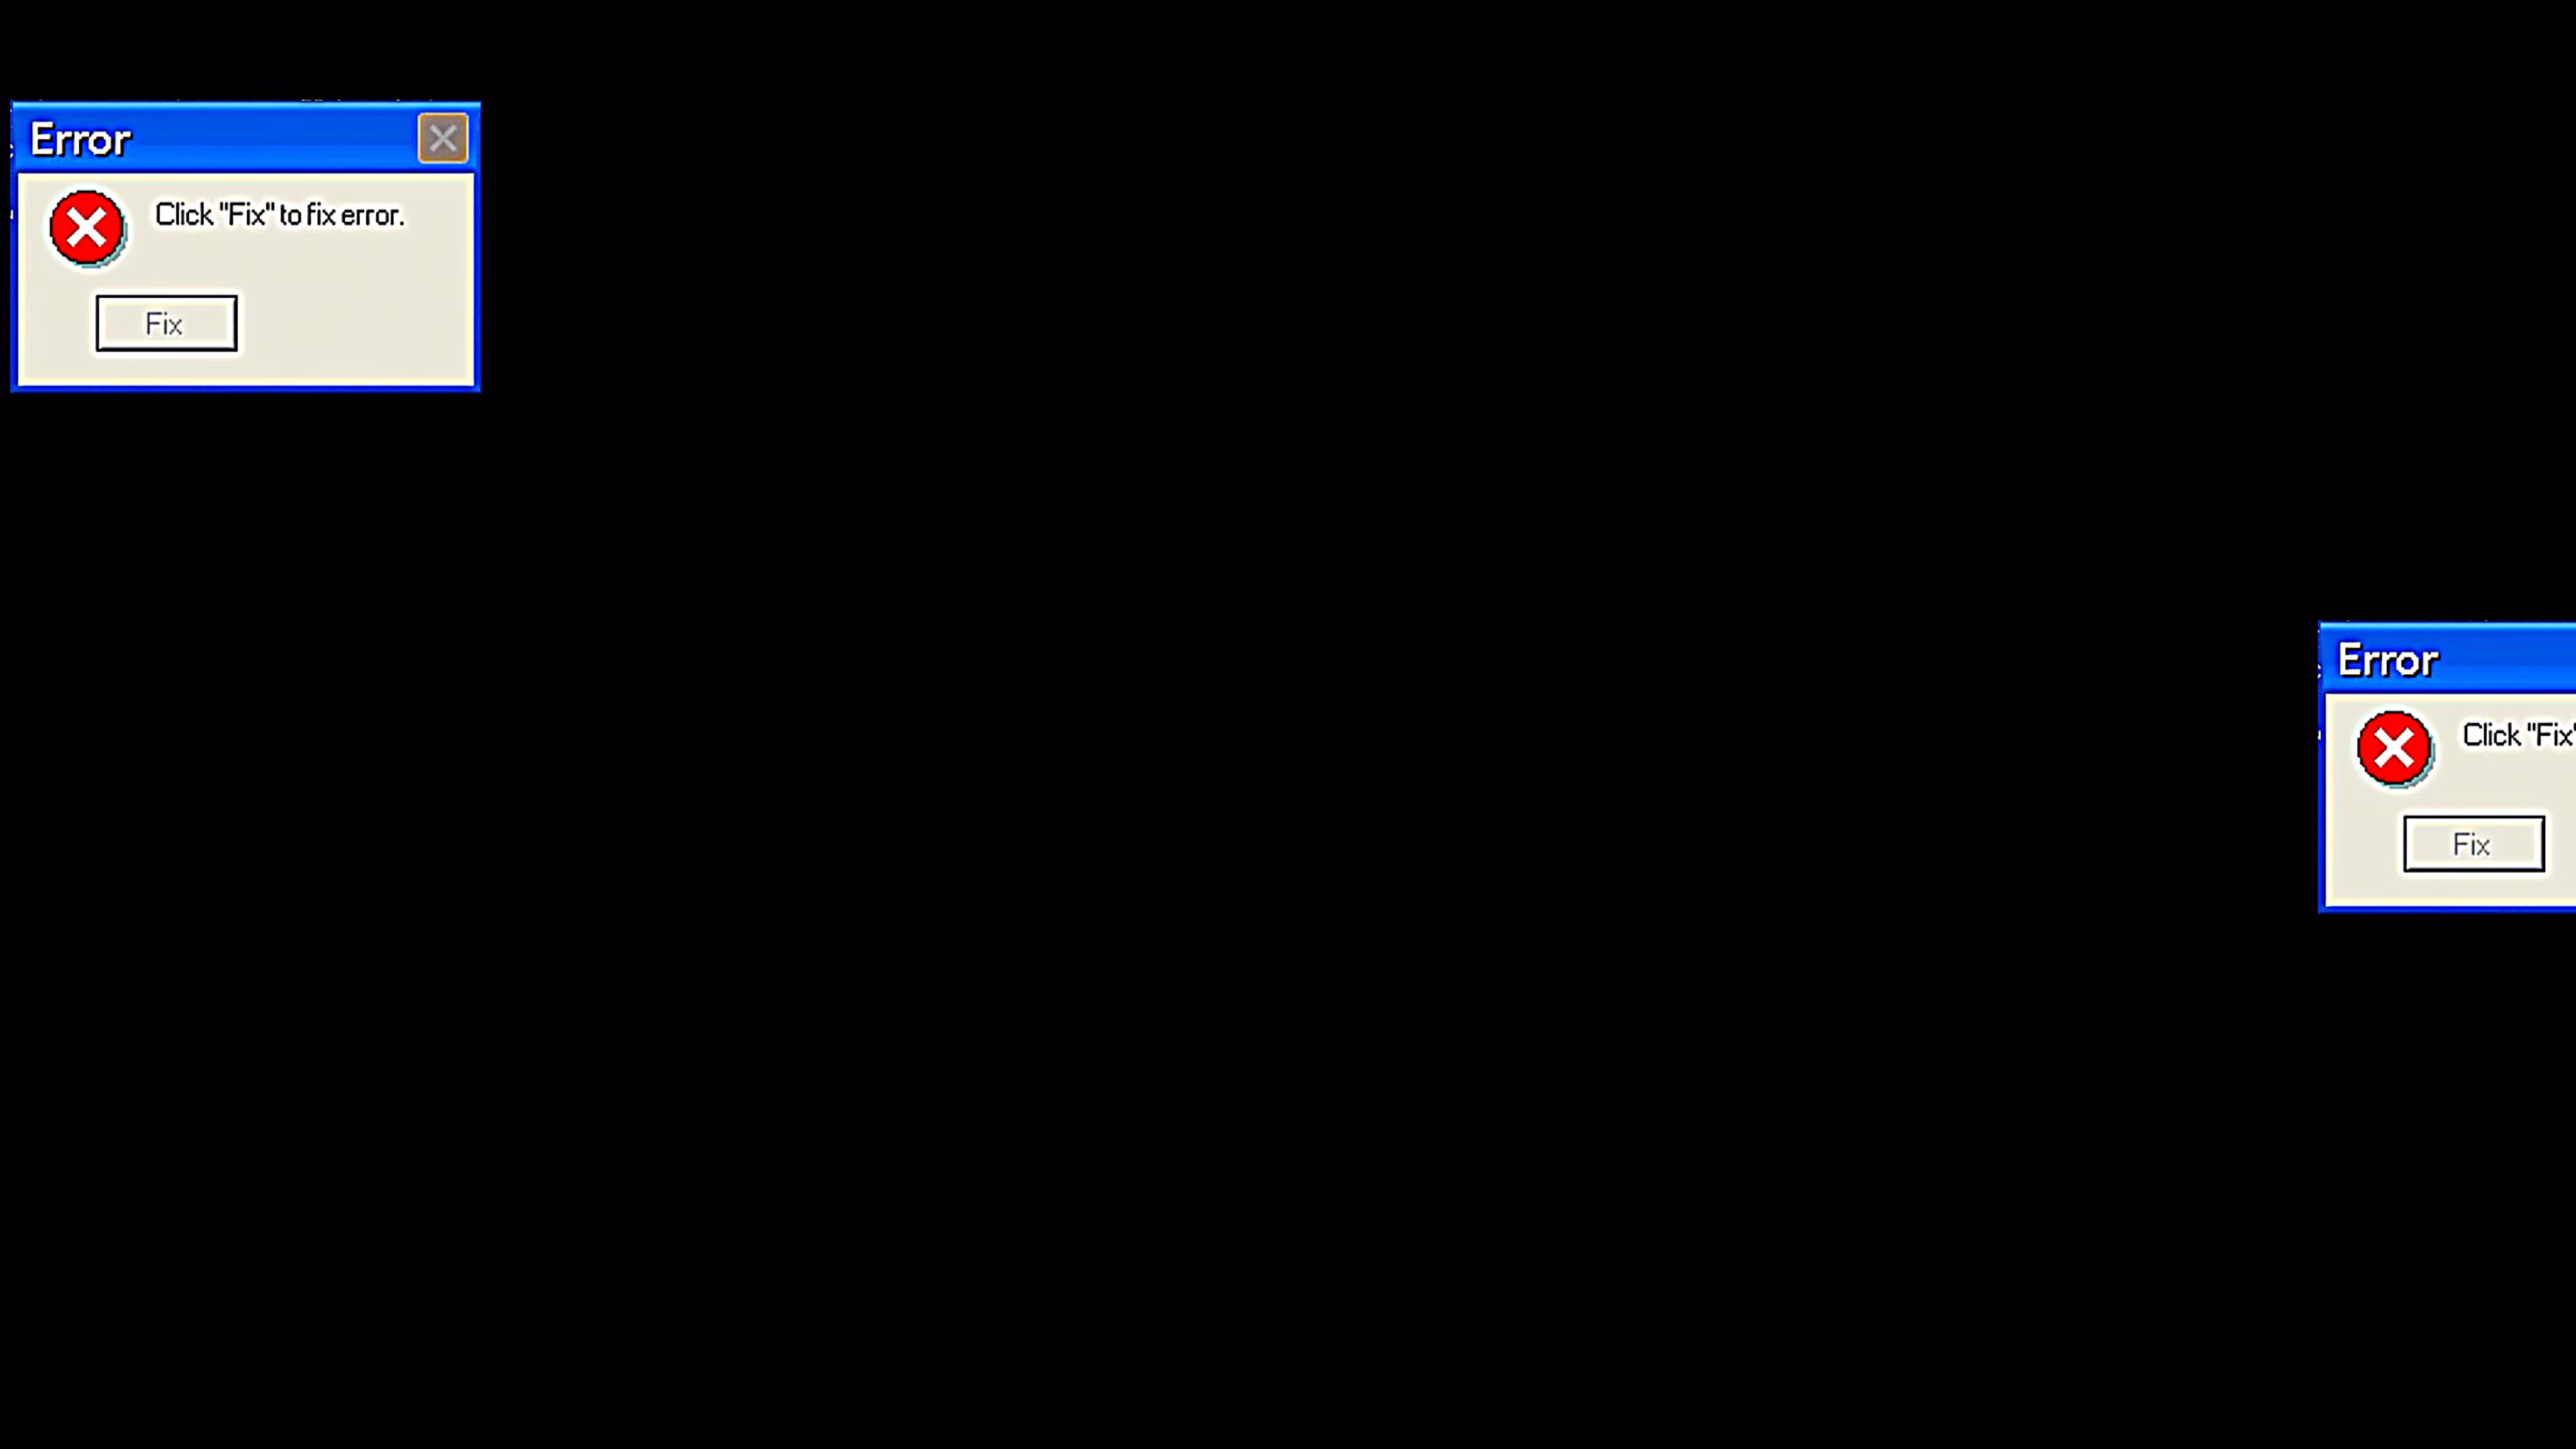 Error
Click "Fix" to fix error.
Fix
Error
Click "Fix"
Fix